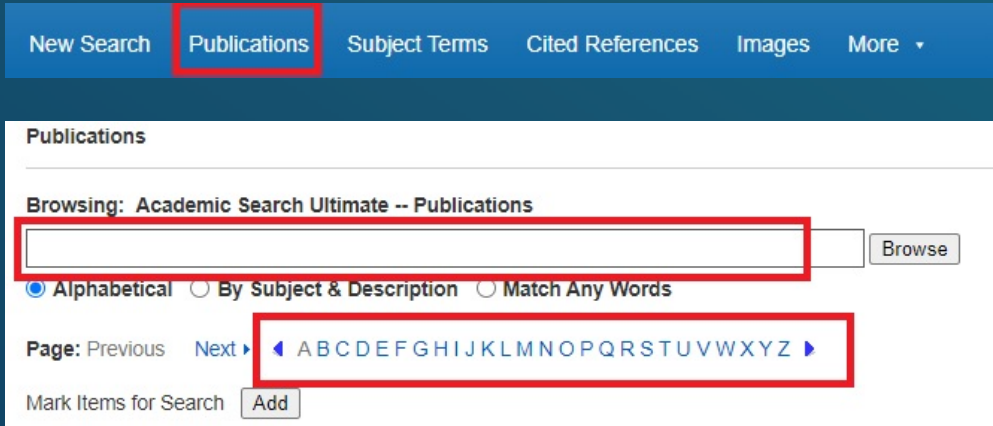 New Search Publications Subject Terms Cited References Images More
Publications
Browsing: Academic Search Ultimate -- Publications
Browse
Alphabetical By Subject & Description Match Any Words
Page: Previous Next A B C D E F G H I J K L M N O P Q R S T U V W X Y Z
Mark Items for Search Add